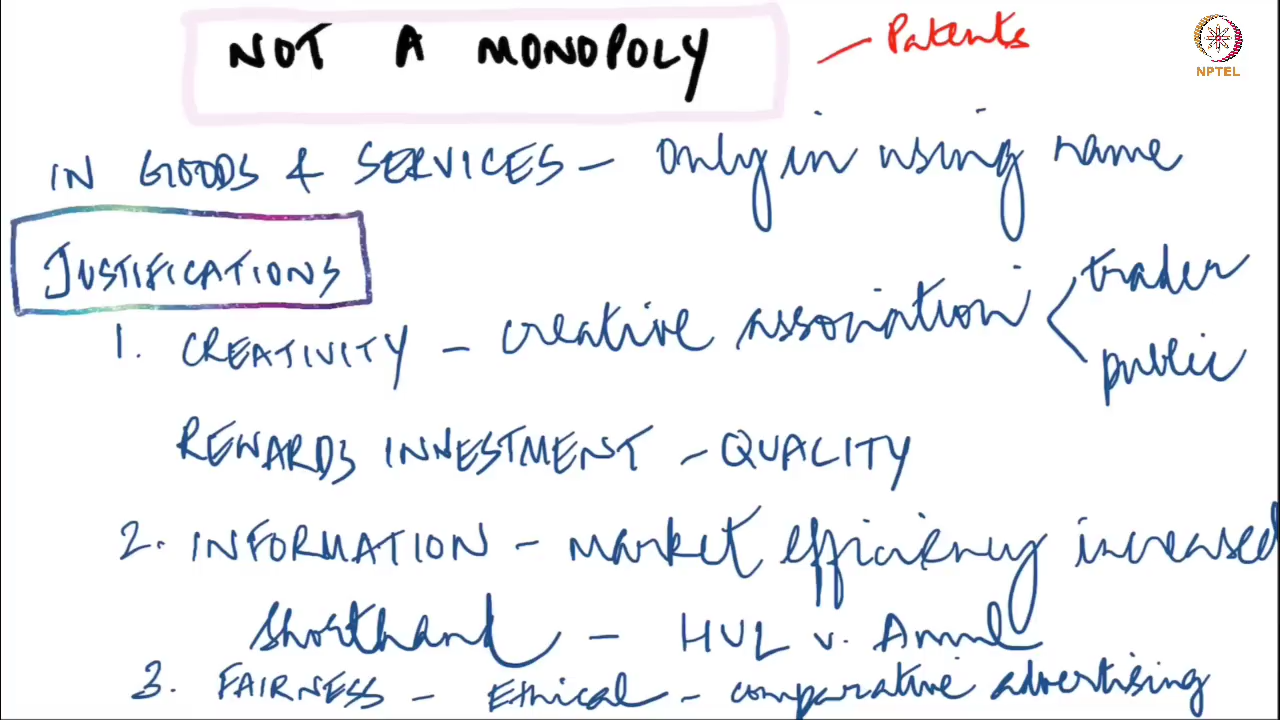 NOT A MONOPOLY - Patents
NPTEL
IN GOODS & SERVICES - only in using name
JUSTIFICATIONS
trader
1. CREATIVITY - creative association
public
REWARDS INVESTMENT - QUALITY
2. INFORMATION - market efficiency increased
Shorthand - HUL v. Amul
3. FAIRNESS - Ethical - comparative advertising